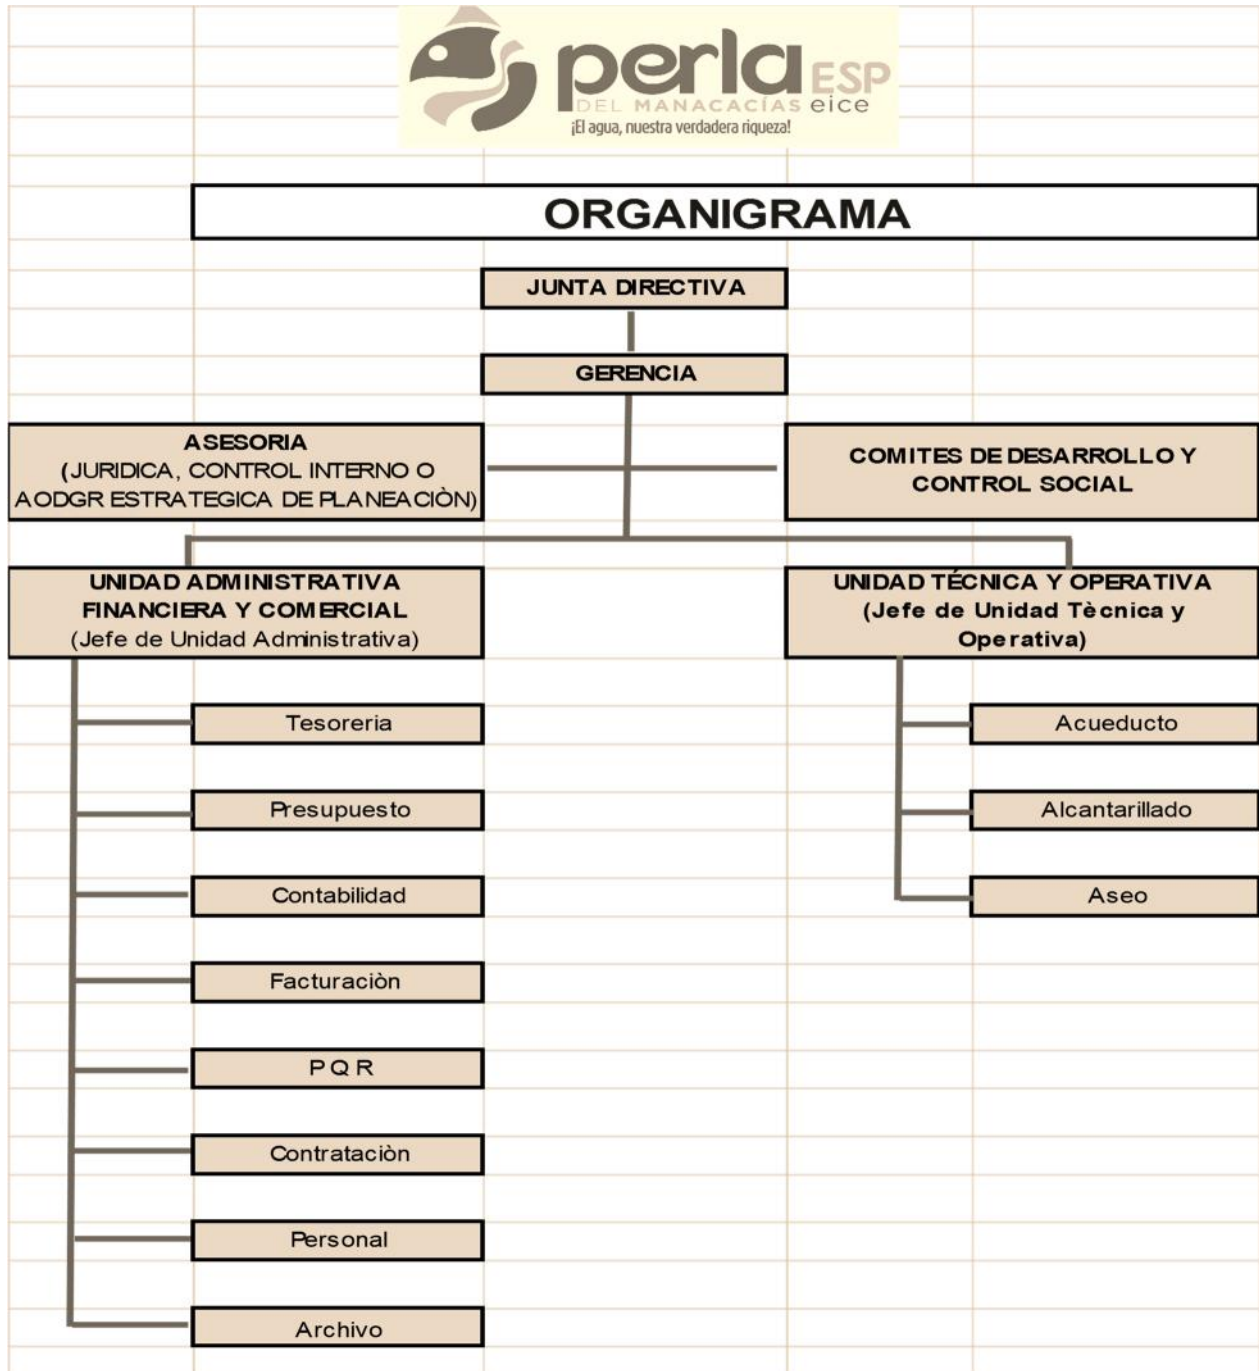 perla ESP
DEL MANACACÍAS eice
¡El agua, nuestra verdadera riqueza!
ORGANIGRAMA
JUNTA DIRECTIVA
GERENCIA
ASESORIA
(JURIDICA, CONTROL INTERNO O
AODGR ESTRATEGICA DE PLANEACIÒN)
COMITES DE DESARROLLO Y
CONTROL SOCIAL
UNIDAD ADMINISTRATIVA
FINANCIERA Y COMERCIAL
(Jefe de Unidad Administrativa)
UNIDAD TÉCNICA Y OPERATIVA
(Jefe de Unidad Tècnica y
Operativa)
Tesoreria
Acueducto
Presupuesto
Alcantarillado
Contabilidad
Aseo
Facturaciòn
P Q R
Contrataciòn
Personal
Archivo